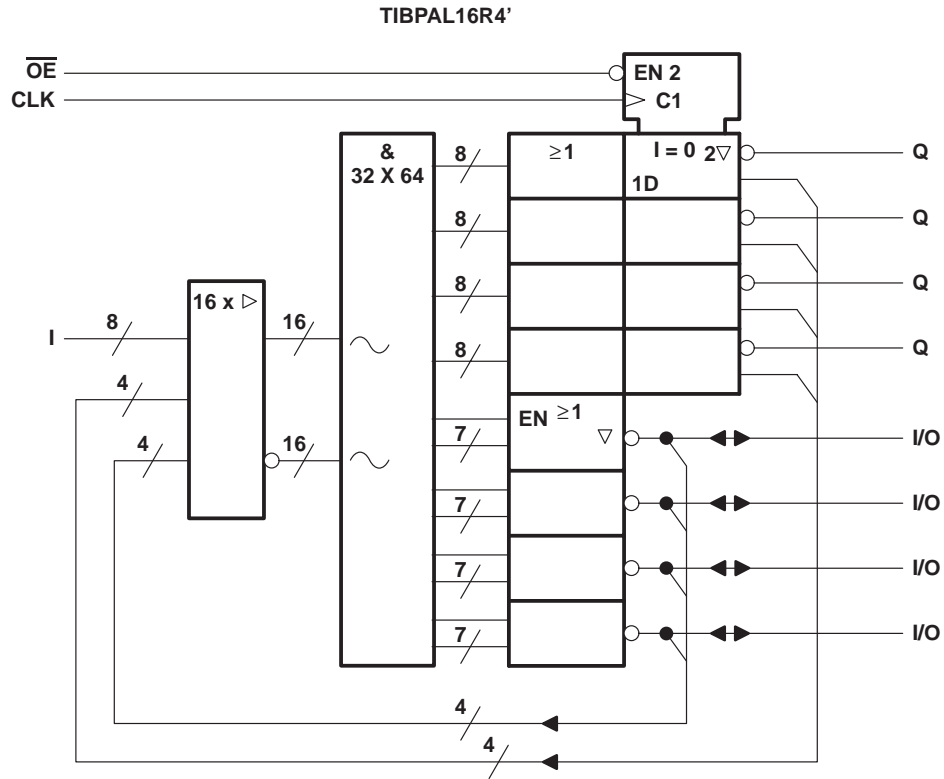 TIBPAL16R4’
OE
EN 2
CLK
C1
&
32 X 64
8
≥1
I = 0 2▽
Q
1D
8
Q
8
Q
16 x ▷
I
8
16
8
Q
4
EN ≥1
▽
7
I/O
4
16
7
I/O
7
I/O
7
I/O
4
4